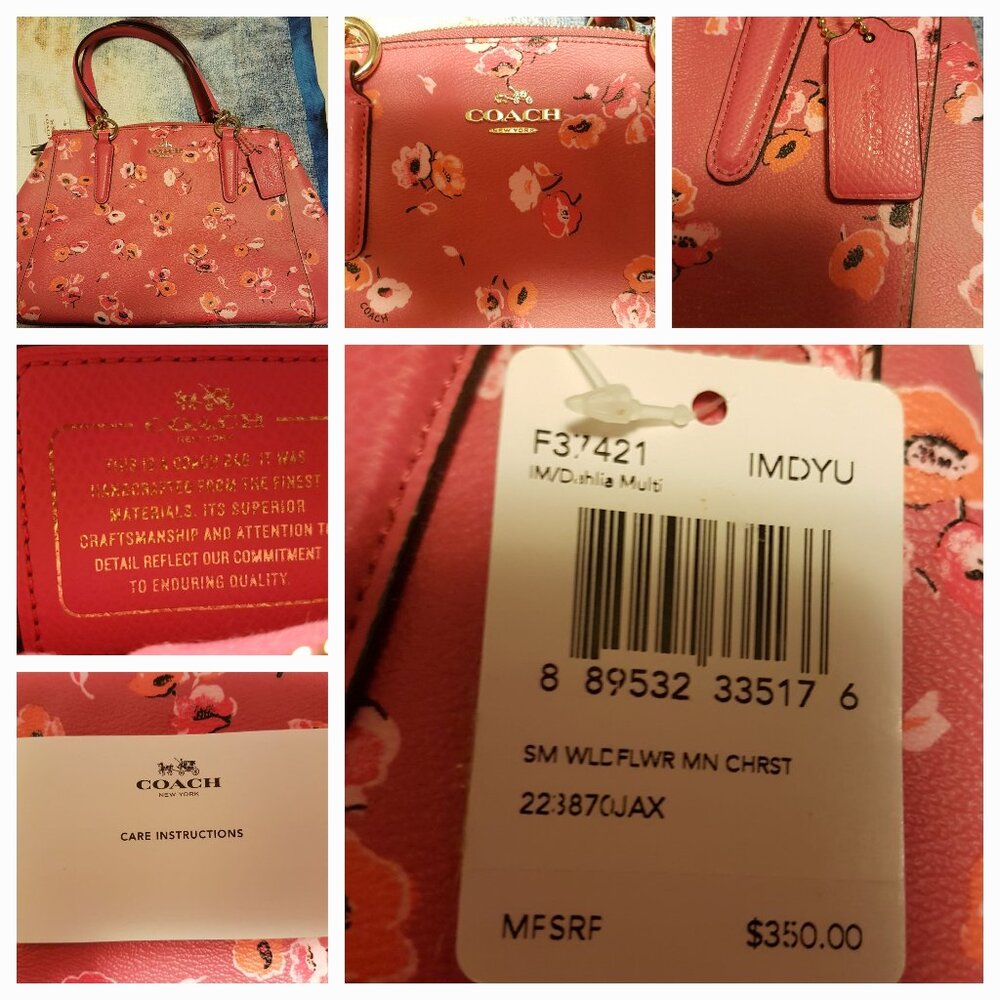 COACH
NEW YORK
COACH
COACH
NEW YORK
THIS IS A COACH BAG. IT WAS
HANDCRAFTED FROM THE FINEST
MATERIALS. ITS SUPERIOR
CRAFTSMANSHIP AND ATTENTION TO
DETAIL REFLECT OUR COMMITMENT
TO ENDURING QUALITY.
COACH
NEW YORK
CARE INSTRUCTIONS
F37421
IMDYU
IM/Dahlia Multi
8 89532 33517 6
SM WLDFLWR MN CHRST
MFSRF
$350.00